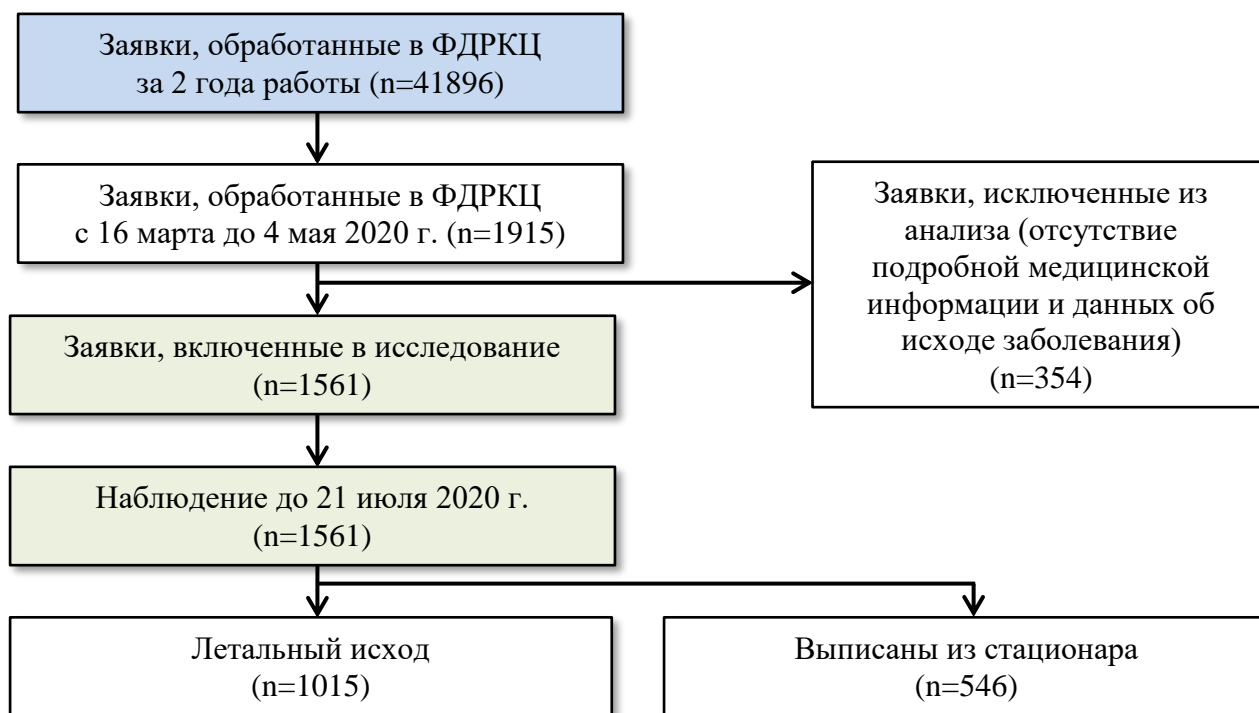 Заявки, обработанные в ФДРКЦ
за 2 года работы (n=41896)
Заявки, обработанные в ФДРКЦ
с 16 марта до 4 мая 2020 г. (n=1915)
Заявки, исключенные из
анализа (отсутствие
подробной медицинской
информации и данных об
исходе заболевания)
(n=354)
Заявки, включенные в исследование
(n=1561)
Наблюдение до 21 июля 2020 г.
(n=1561)
Летальный исход
(n=1015)
Выписаны из стационара
(n=546)